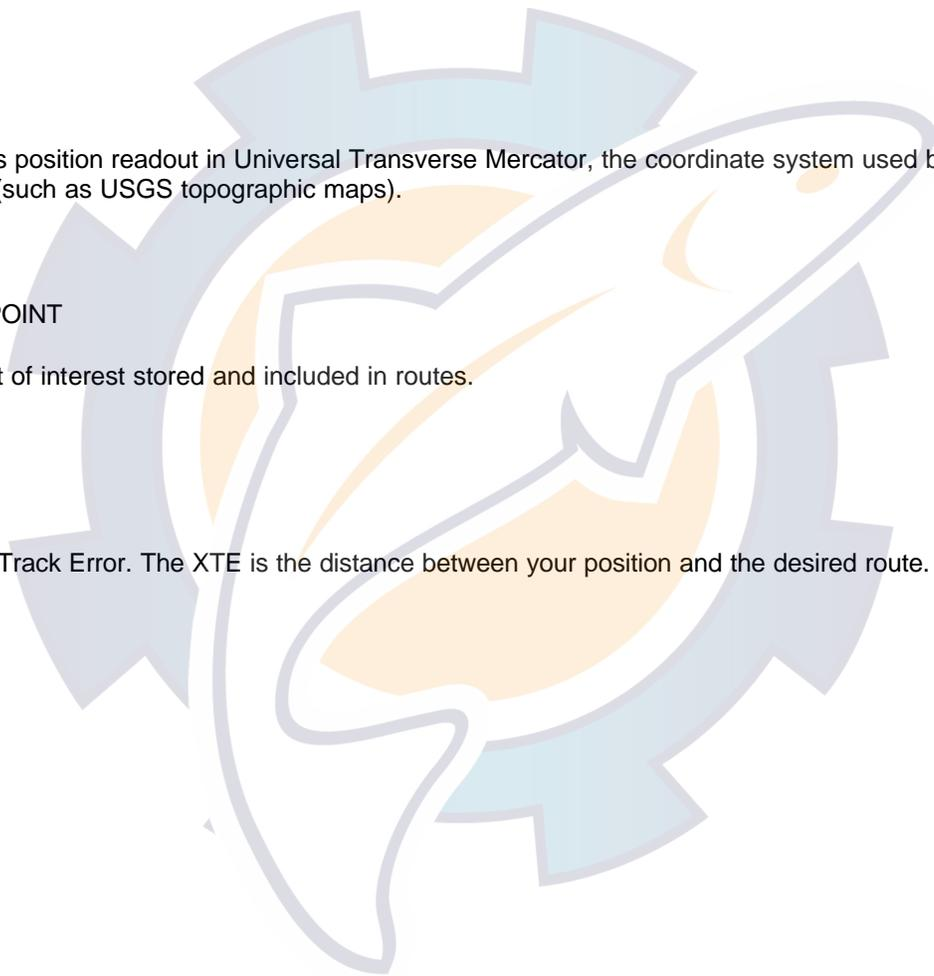 s position readout in Universal Transverse Mercator, the coordinate system used b
(such as USGS topographic maps).
OINT
t of interest stored and included in routes.
Track Error. The XTE is the distance between your position and the desired route.